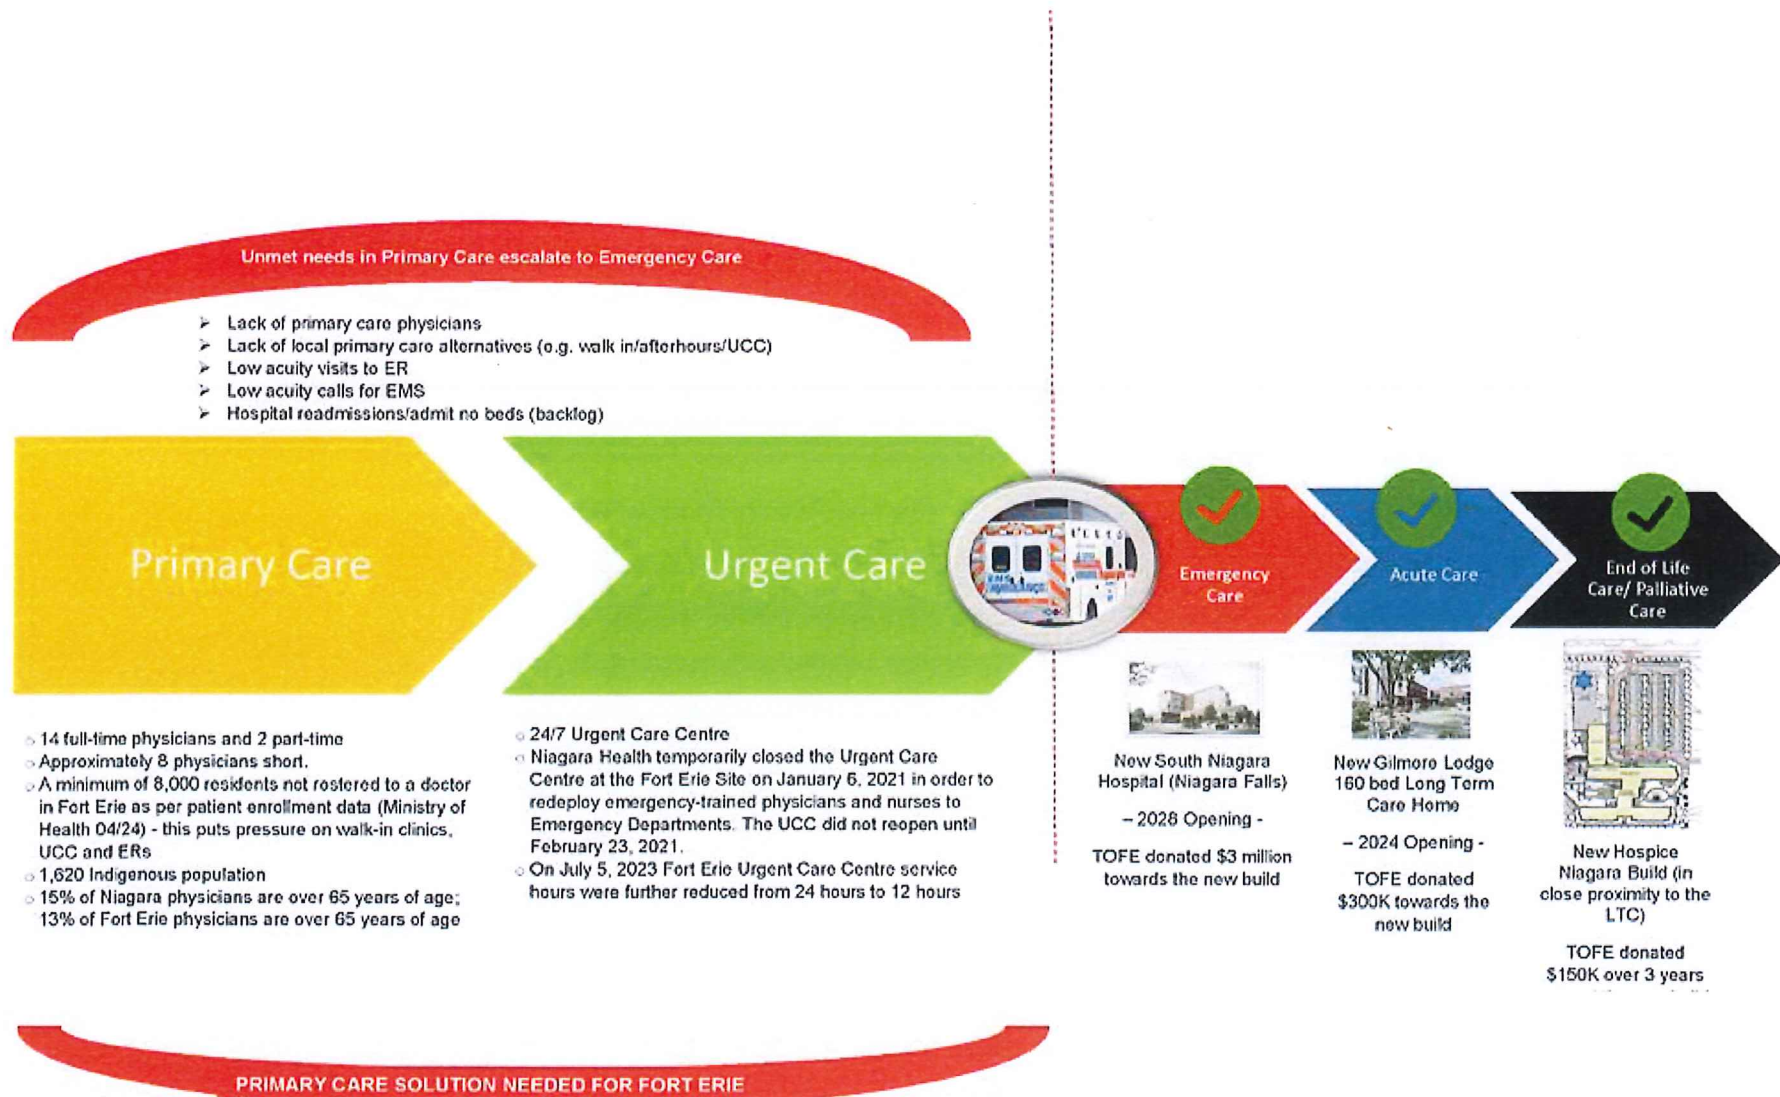 Unmet needs in Primary Care escalate to Emergency Care
➢ Lack of primary care physicians
➢ Lack of local primary care alternatives (e.g. walk in/afterhours/UCC)
➢ Low acuity visits to ER
➢ Low acuity calls for EMS
➢ Hospital readmissions/admit no beds (backlog)
Primary Care
Urgent Care
Emergency
Care
Acute Care
End of Life
Care/ Palliative
Care
○ 14 full-time physicians and 2 part-time
○ Approximately 8 physicians short.
○ A minimum of 8,000 residents not rostered to a doctor
in Fort Erie as per patient enrollment data (Ministry of
Health 04/24) - this puts pressure on walk-in clinics,
UCC and ERs
○ 1,620 Indigenous population
○ 15% of Niagara physicians are over 65 years of age;
13% of Fort Erie physicians are over 65 years of age
○ 24/7 Urgent Care Centre
○ Niagara Health temporarily closed the Urgent Care
Centre at the Fort Erie Site on January 6, 2021 in order to
redeploy emergency-trained physicians and nurses to
Emergency Departments. The UCC did not reopen until
February 23, 2021.
○ On July 5, 2023 Fort Erie Urgent Care Centre service
hours were further reduced from 24 hours to 12 hours
New South Niagara
Hospital (Niagara Falls)
– 2028 Opening -
TOFE donated $3 million
towards the new build
New Gilmore Lodge
160 bed Long Term
Care Home
– 2024 Opening -
TOFE donated
$300K towards the
new build
New Hospice
Niagara Build (in
close proximity to the
LTC)
TOFE donated
$150K over 3 years
PRIMARY CARE SOLUTION NEEDED FOR FORT ERIE